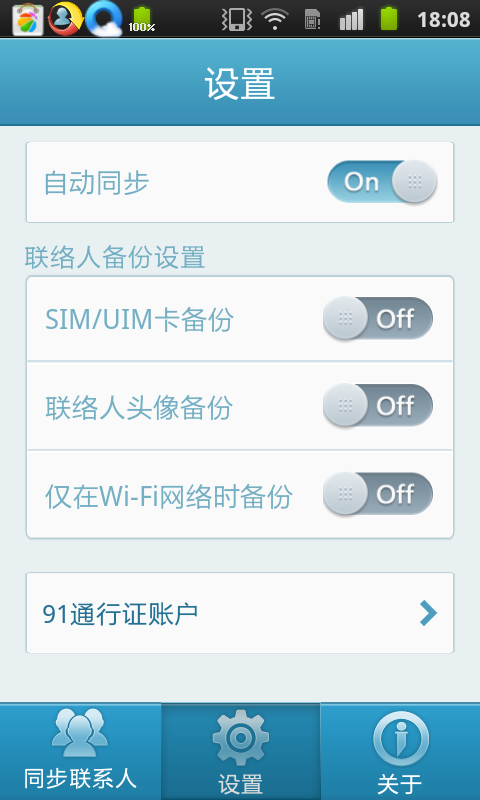 100%
18:08
设置
自动同步
On
联络人备份设置
SIM/UIM卡备份
Off
联络人头像备份
Off
仅在Wi-Fi网络时备份
Off
91通行证账户
同步联系人
设置
关于